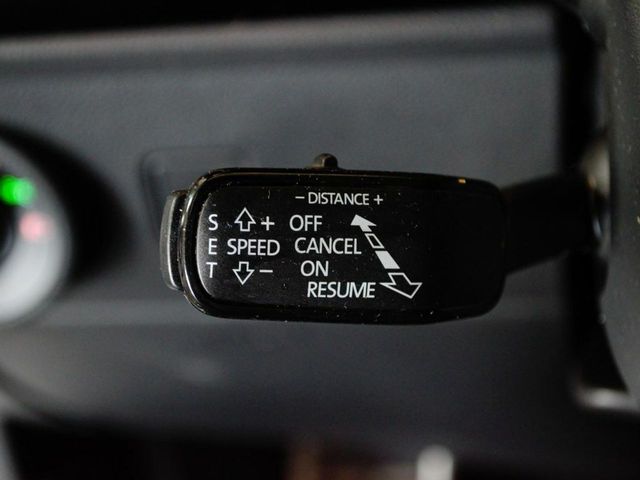 - DISTANCE +
S + OFF
E SPEED CANCEL
T - ON
RESUME